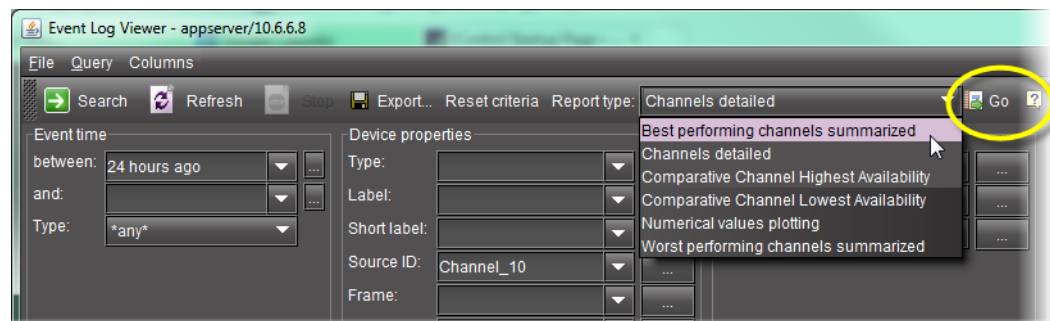 Event Log Viewer - appserver/10.6.6.8
File Query Columns
Search Refresh Stop Export... Reset criteria Report type: Channels detailed Go
Event time
between: 24 hours ago ...
and: ...
Type: *any*
Device properties
Type: ...
Label: ...
Short label: ...
Source ID: Channel_10 ...
Frame: ...
Best performing channels summarized
Channels detailed
Comparative Channel Highest Availability
Comparative Channel Lowest Availability
Numerical values plotting
Worst performing channels summarized